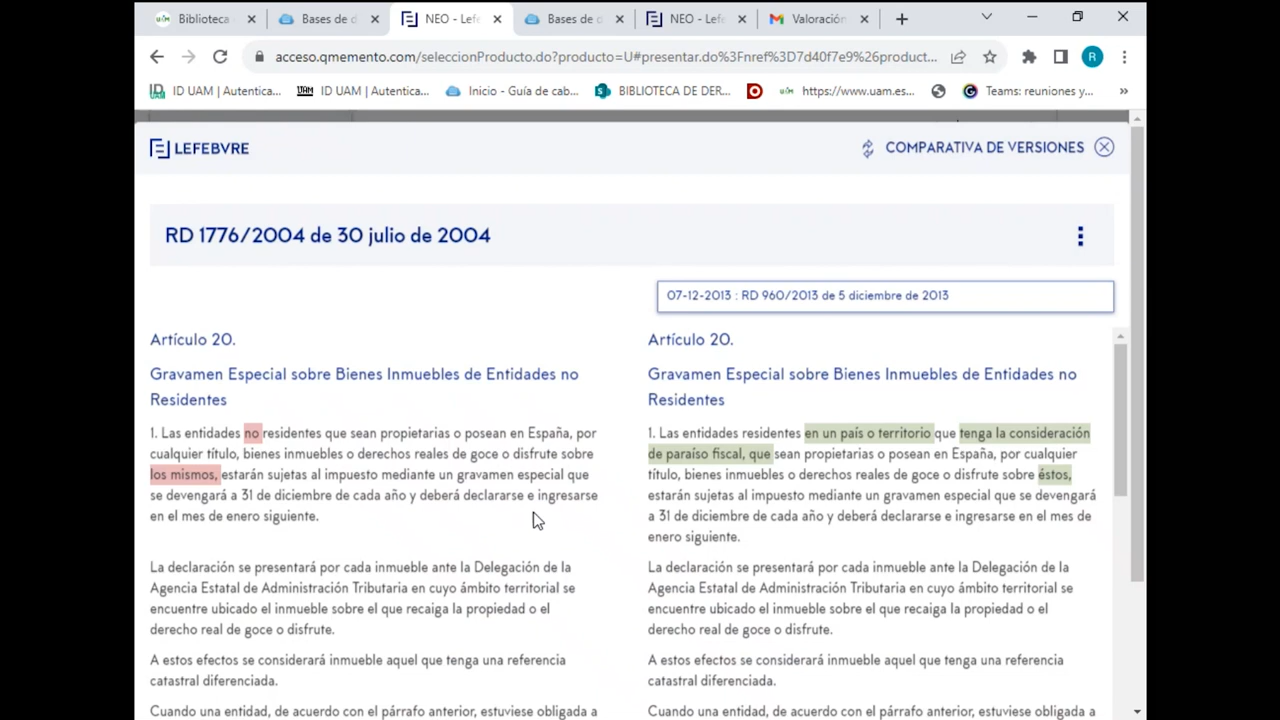 UAM Biblioteca
Bases de d
NEO - Lefe
Bases de d
NEO - Lefe
Valoración
acceso.qmemento.com/seleccionProducto.do?producto=U#presentar.do%3Fnref%3D7d40f7e9%26product...
R
ID UAM | Autentica...
UAM ID UAM | Autentica...
Inicio - Guía de cab...
BIBLIOTECA DE DER...
https://www.uam.es...
Teams: reuniones y...
»
LEFEBVRE
COMPARATIVA DE VERSIONES
RD 1776/2004 de 30 julio de 2004
07-12-2013 : RD 960/2013 de 5 diciembre de 2013
Artículo 20.
Gravamen Especial sobre Bienes Inmuebles de Entidades no
Residentes
1. Las entidades no residentes que sean propietarias o posean en España, por
cualquier título, bienes inmuebles o derechos reales de goce o disfrute sobre
los mismos, estarán sujetas al impuesto mediante un gravamen especial que
se devengará a 31 de diciembre de cada año y deberá declararse e ingresarse
en el mes de enero siguiente.
La declaración se presentará por cada inmueble ante la Delegación de la
Agencia Estatal de Administración Tributaria en cuyo ámbito territorial se
encuentre ubicado el inmueble sobre el que recaiga la propiedad o el
derecho real de goce o disfrute.
A estos efectos se considerará inmueble aquel que tenga una referencia
catastral diferenciada.
Cuando una entidad, de acuerdo con el párrafo anterior, estuviese obligada a
Artículo 20.
Gravamen Especial sobre Bienes Inmuebles de Entidades no
Residentes
1. Las entidades residentes en un país o territorio que tenga la consideración
de paraíso fiscal, que sean propietarias o posean en España, por cualquier
título, bienes inmuebles o derechos reales de goce o disfrute sobre éstos,
estarán sujetas al impuesto mediante un gravamen especial que se devengará
a 31 de diciembre de cada año y deberá declararse e ingresarse en el mes de
enero siguiente.
La declaración se presentará por cada inmueble ante la Delegación de la
Agencia Estatal de Administración Tributaria en cuyo ámbito territorial se
encuentre ubicado el inmueble sobre el que recaiga la propiedad o el
derecho real de goce o disfrute.
A estos efectos se considerará inmueble aquel que tenga una referencia
catastral diferenciada.
Cuando una entidad, de acuerdo con el párrafo anterior, estuviese obligada a